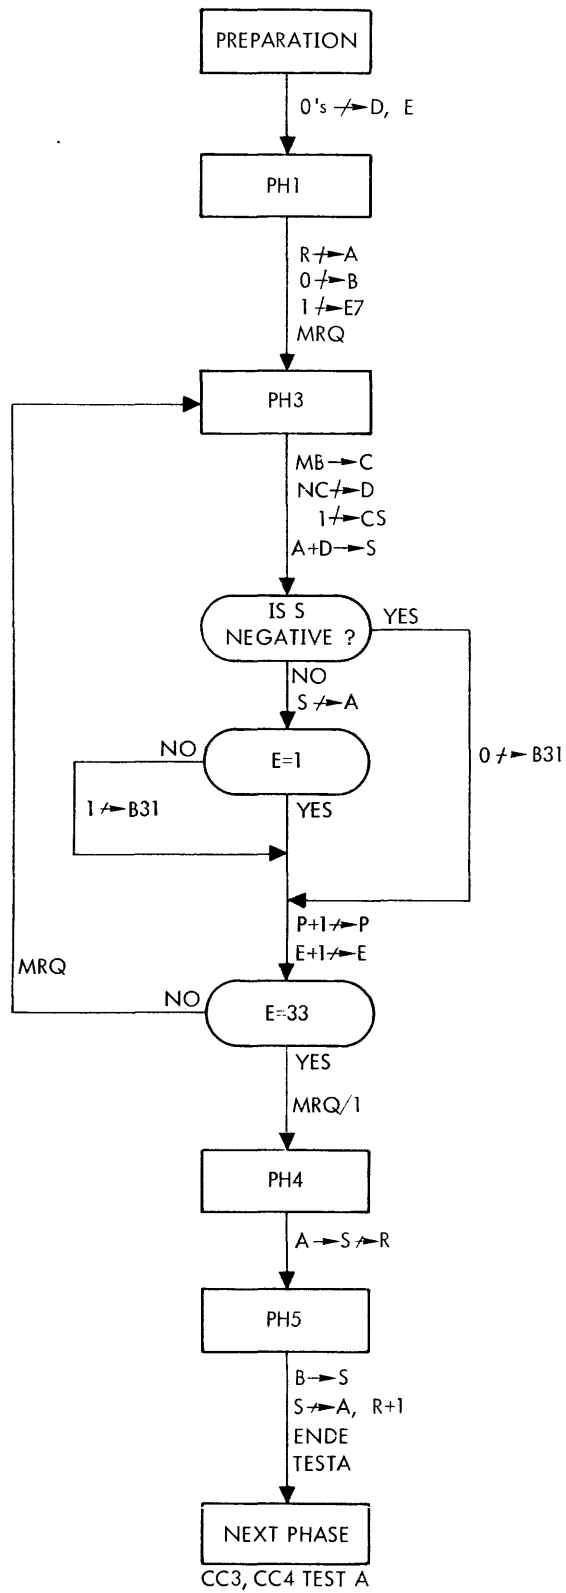 PREPARATION
0's ↛ D, E
PH1
R ↛ A
0 ↛ B
1 ↛ E7
MRQ
PH3
MB → C
NC ↛ D
1 ↛ CS
A+D → S
IS S
NEGATIVE ?
YES
NO
S ↛ A
NO
E=1
0 ↛ B31
1 ↛ B31
YES
P+1 ↛ P
E+1 ↛ E
MRQ
NO
E=33
YES
MRQ/1
PH4
A → S ↛ R
PH5
B → S
S ↛ A, R+1
ENDE
TESTA
NEXT PHASE
CC3, CC4 TEST A